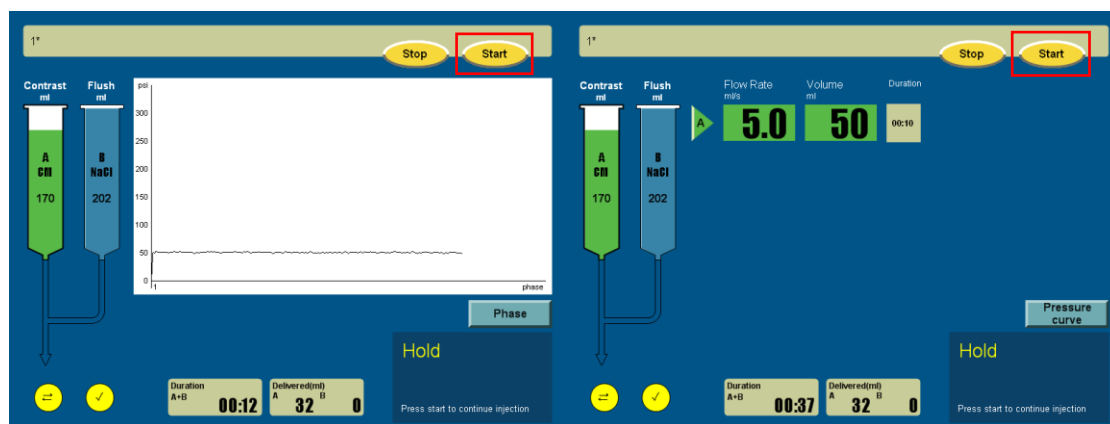 1*
Stop
Start
Contrast
ml
Flush
ml
A
CM
170
B
NaCl
202
psi
300
250
200
150
100
50
0
1
phase
Phase
Hold
Press start to continue injection
Duration
A+B
00:12
Delivered(ml)
A 32 B 0
1*
Stop
Start
Contrast
ml
Flush
ml
A
CM
170
B
NaCl
202
A
Flow Rate
ml/s
5.0
Volume
ml
50
Duration
00:10
Pressure
curve
Hold
Press start to continue injection
Duration
A+B
00:37
Delivered(ml)
A 32 B 0